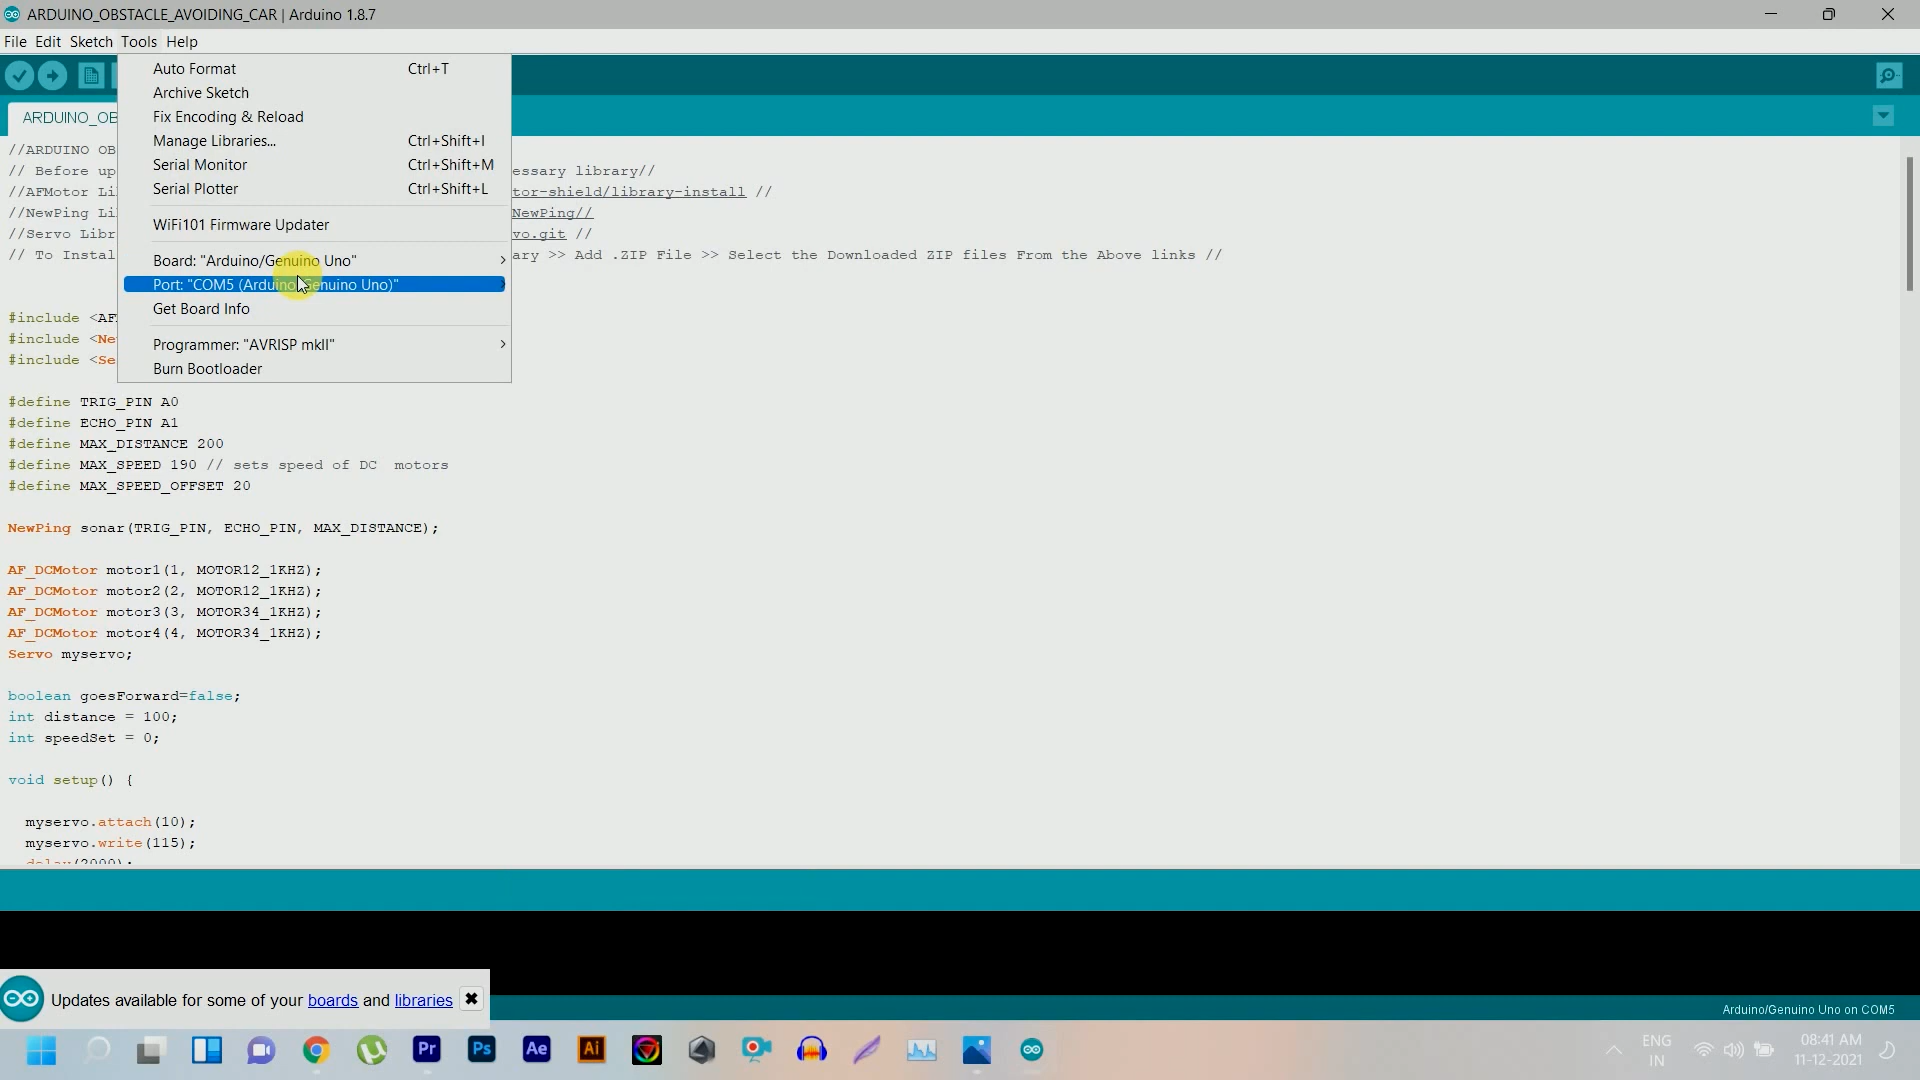 ARDUINO_OBSTACLE_AVOIDING_CAR | Arduino 1.8.7
File Edit Sketch Tools Help
Auto Format Ctrl+T
Archive Sketch
Fix Encoding & Reload
Manage Libraries... Ctrl+Shift+I
Serial Monitor Ctrl+Shift+M
Serial Plotter Ctrl+Shift+L
WiFi101 Firmware Updater
Board: "Arduino/Genuino Uno"
Port: "COM5 (Arduino/Genuino Uno)"
Get Board Info
Programmer: "AVRISP mkII"
Burn Bootloader
ARDUINO_OB
//ARDUINO OB
// Before up essary library//
//AFMotor Li tor-shield/library-install //
//NewPing Li NewPing//
//Servo Libr vo.git //
// To Instal ary >> Add .ZIP File >> Select the Downloaded ZIP files From the Above links //
#include <AF
#include <Ne
#include <Se
#define TRIG_PIN A0
#define ECHO_PIN A1
#define MAX_DISTANCE 200
#define MAX_SPEED 190 // sets speed of DC  motors
#define MAX_SPEED_OFFSET 20
NewPing sonar(TRIG_PIN, ECHO_PIN, MAX_DISTANCE);
AF_DCMotor motor1(1, MOTOR12_1KHZ);
AF_DCMotor motor2(2, MOTOR12_1KHZ);
AF_DCMotor motor3(3, MOTOR34_1KHZ);
AF_DCMotor motor4(4, MOTOR34_1KHZ);
Servo myservo;
boolean goesForward=false;
int distance = 100;
int speedSet = 0;
void setup() {
myservo.attach(10);
myservo.write(115);
delay(2000);
Updates available for some of your boards and libraries
Arduino/Genuino Uno on COM5
Pr Ps Ae Ai
ENG
IN
08:41 AM
11-12-2021